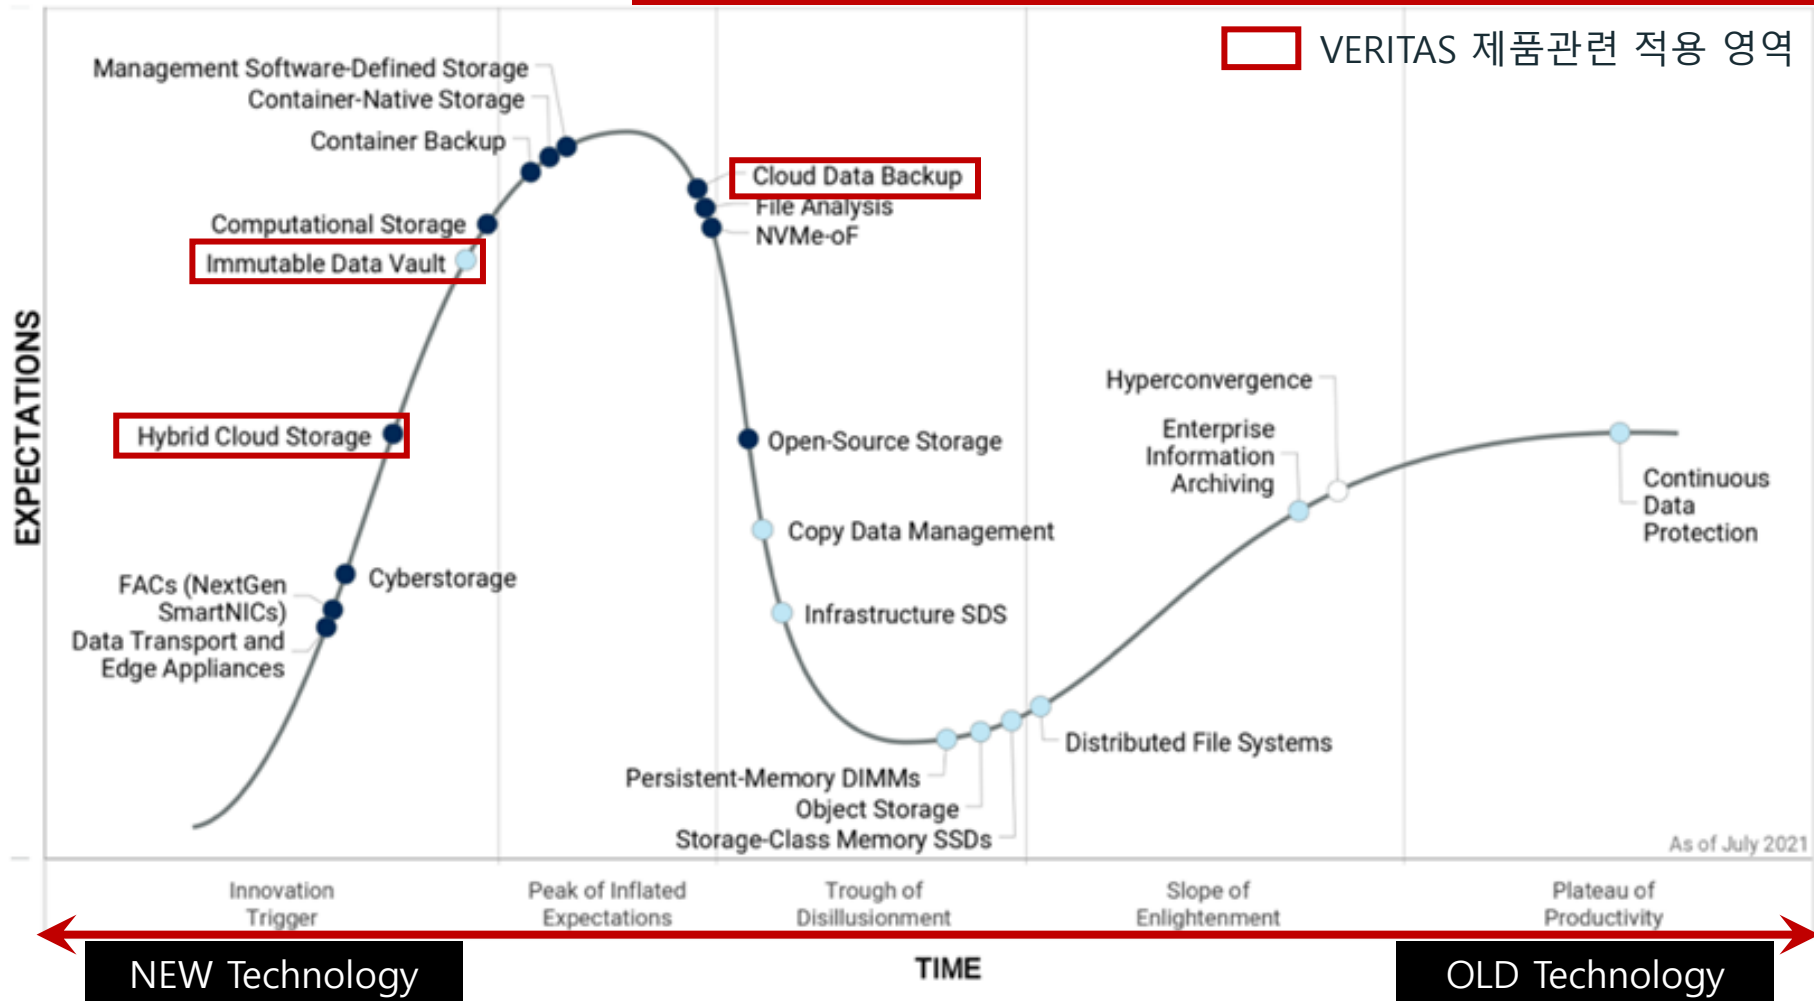 VERITAS 제품관련 적용 영역
Management Software-Defined Storage
Container-Native Storage
Container Backup
Cloud Data Backup
File Analysis
NVMe-oF
Computational Storage
Immutable Data Vault
Hybrid Cloud Storage
Open-Source Storage
Copy Data Management
Infrastructure SDS
Cyberstorage
FACs (NextGen
SmartNICs)
Data Transport and
Edge Appliances
Hyperconvergence
Enterprise
Information
Archiving
Continuous
Data
Protection
Distributed File Systems
Persistent-Memory DIMMs
Object Storage
Storage-Class Memory SSDs
As of July 2021
EXPECTATIONS
Innovation
Trigger
Peak of Inflated
Expectations
Trough of
Disillusionment
Slope of
Enlightenment
Plateau of
Productivity
NEW Technology
TIME
OLD Technology